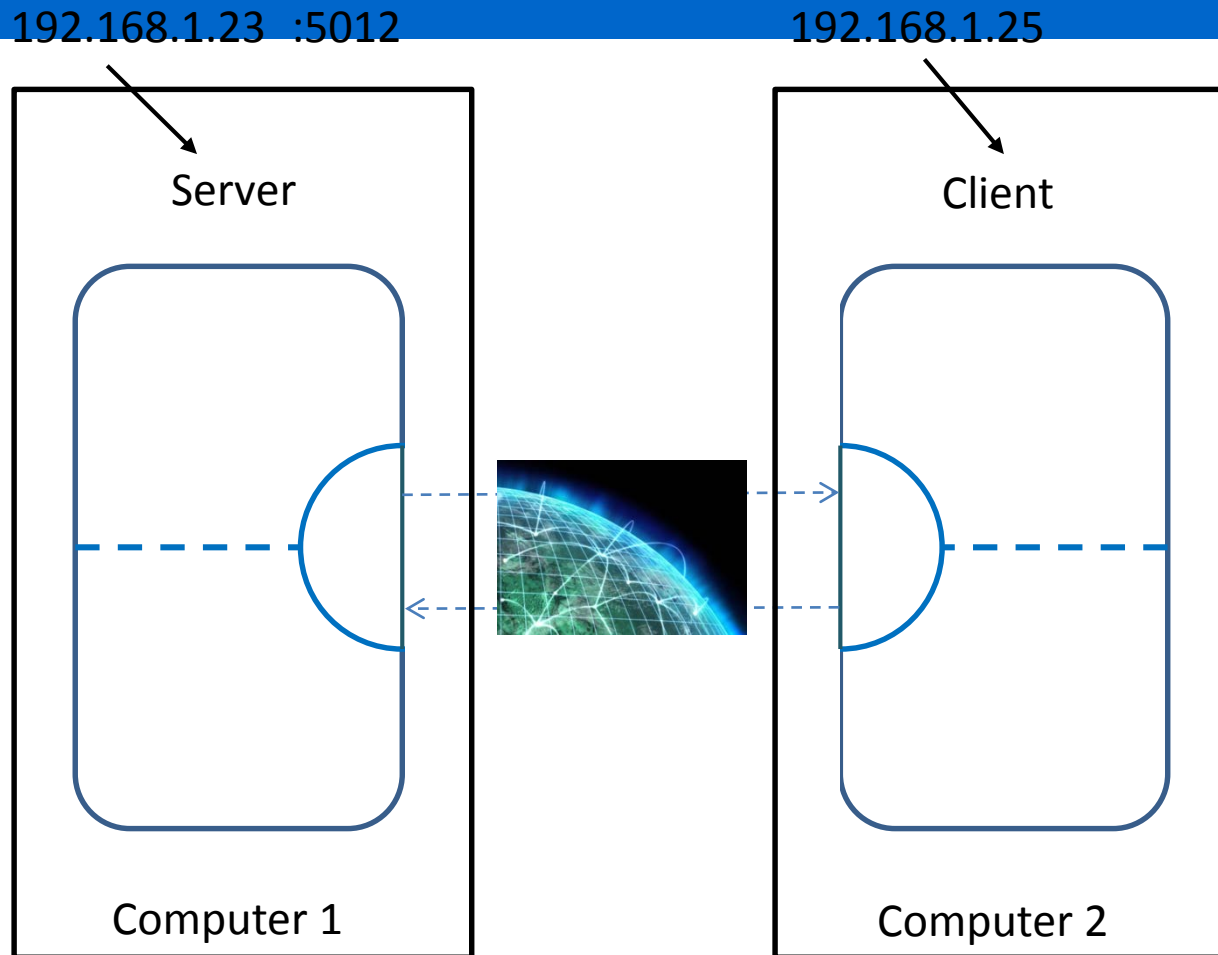 192.168.1.23 :5012
192.168.1.25
Server
Client
Computer 1
Computer 2